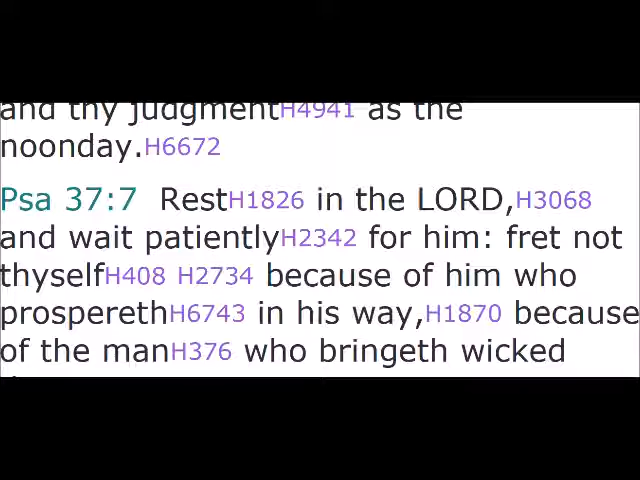 and thy judgmentH4941 as the
noonday.H6672
Psa 37:7 RestH1826 in the LORD,H3068
and wait patientlyH2342 for him: fret not
thyselfH408 H2734 because of him who
prosperethH6743 in his way,H1870 because
of the manH376 who bringeth wicked